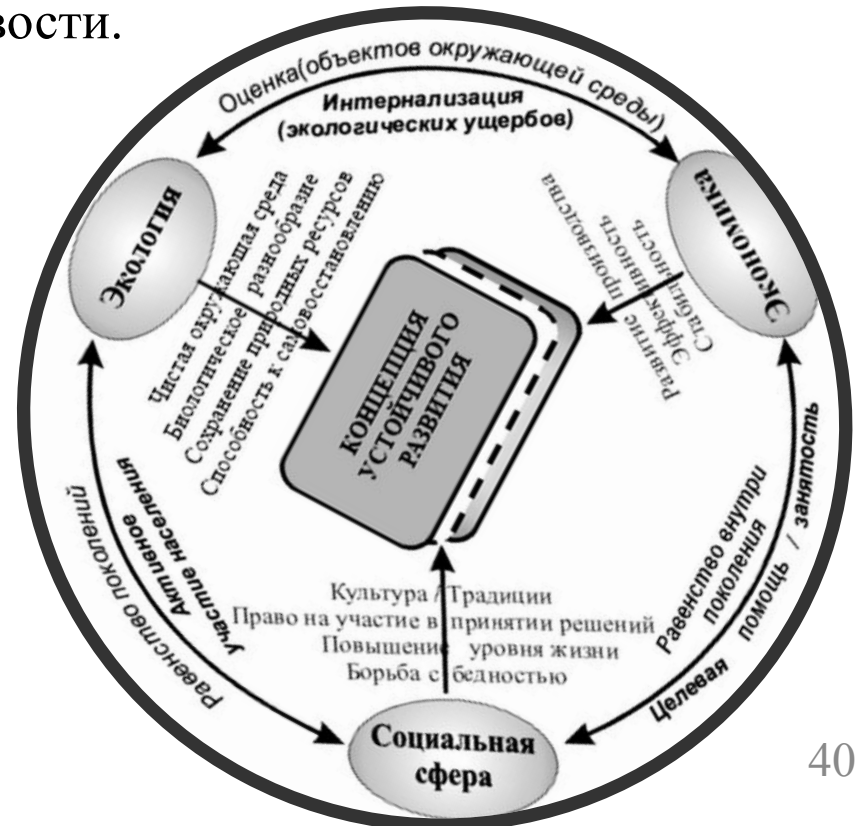 вости.
Оценка(объектов окружающей среды)
Интернализация
(экологических ущербов)
Экология
Чистая окружающая среда
Биологическое разнообразие
Сохранение природных ресурсов
Способность к самовосстановлению
Экономика
Развитие производства
Эффективность
Стабильность
КОНЦЕПЦИЯ
УСТОЙЧИВОГО
РАЗВИТИЯ
Равенство поколений
Активное
участие населения
Равенство внутри
поколения
Целевая помощь / занятость
Культура / Традиции
Право на участие в принятии решений
Повышение уровня жизни
Борьба с бедностью
Социальная
сфера
40